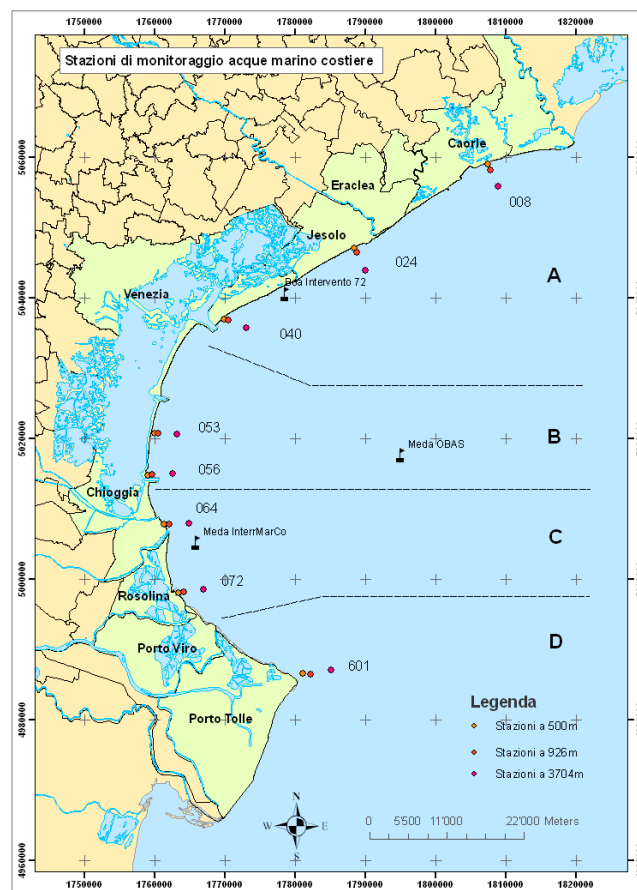 1750000 1760000 1770000 1780000 1790000 1800000 1810000 1820000
Stazioni di monitoraggio acque marino costiere
Caorle
5060000
008
Eraclea
Jesolo
024
A
Boa Intervento 72
Venezia
5040000
040
053
B
5020000
Meda OBAS
056
Chioggia
064
C
Meda InterrMarCo
5000000
072
Rosolina
Porto Viro
D
601
Legenda
Porto Tolle
4980000
Stazioni a 500m
Stazioni a 926m
Stazioni a 3704m
N
W E
S
0 5500 11'000 22'000 Meters
4960000
1750000 1760000 1770000 1780000 1790000 1800000 1810000 1820000